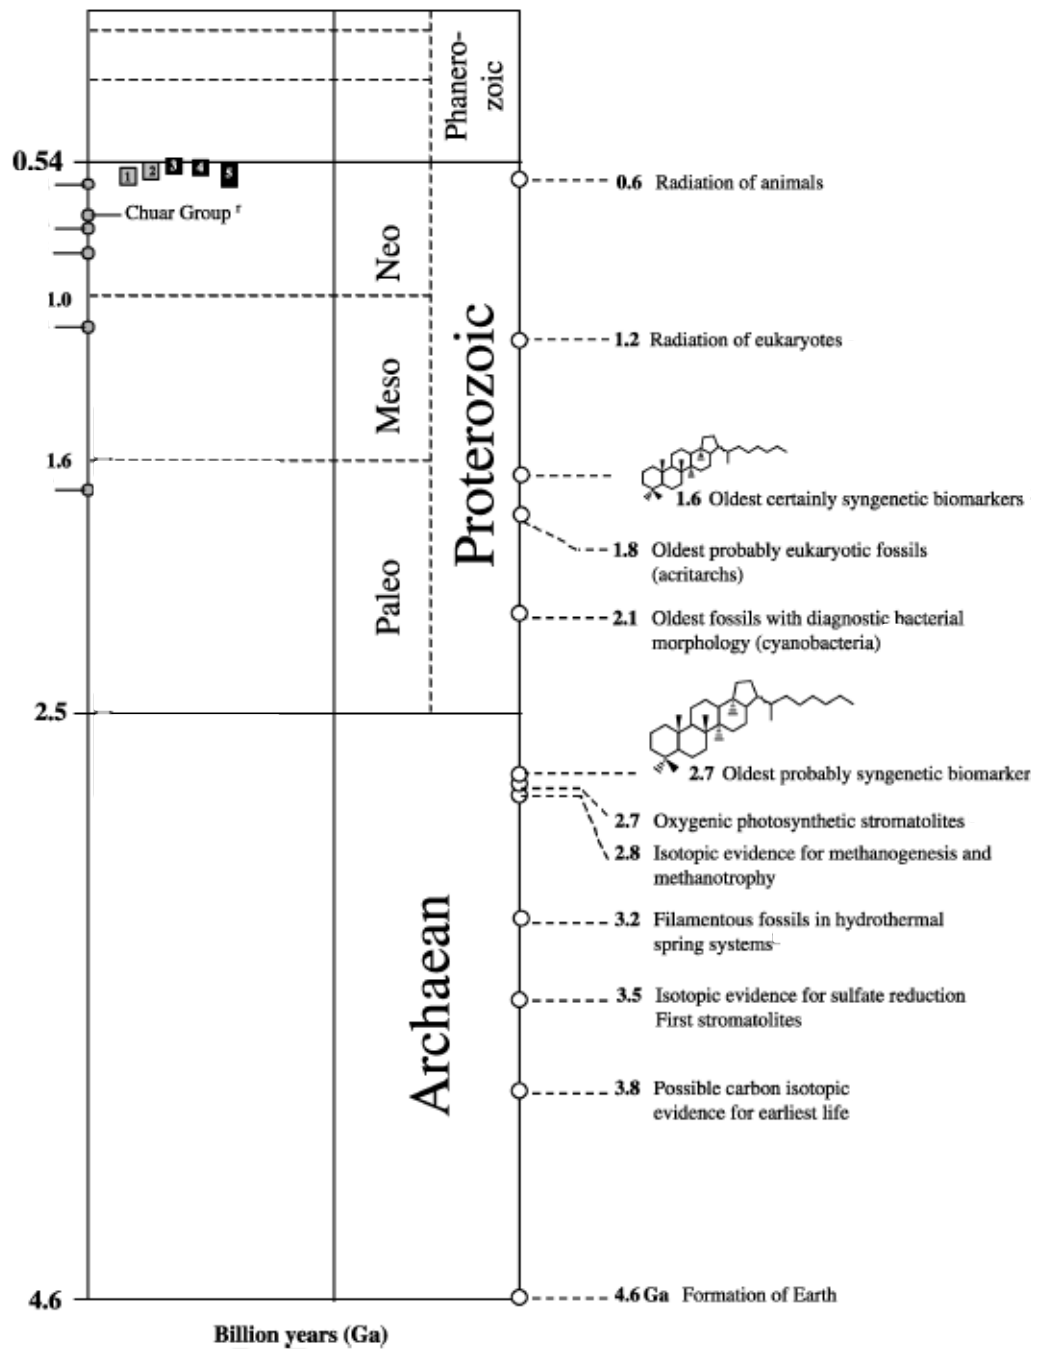 Phanero-
zoic
0.54
1
2
3
4
5
0.6 Radiation of animals
Chuar Group r
Neo
1.0
1.2 Radiation of eukaryotes
Meso
Proterozoic
1.6
1.6 Oldest certainly syngenetic biomarkers
1.8 Oldest probably eukaryotic fossils
(acritarchs)
Paleo
2.1 Oldest fossils with diagnostic bacterial
morphology (cyanobacteria)
2.5
2.7 Oldest probably syngenetic biomarker
2.7 Oxygenic photosynthetic stromatolites
2.8 Isotopic evidence for methanogenesis and
methanotrophy
Archaean
3.2 Filamentous fossils in hydrothermal
spring systems
3.5 Isotopic evidence for sulfate reduction
First stromatolites
3.8 Possible carbon isotopic
evidence for earliest life
4.6
4.6 Ga Formation of Earth
Billion years (Ga)